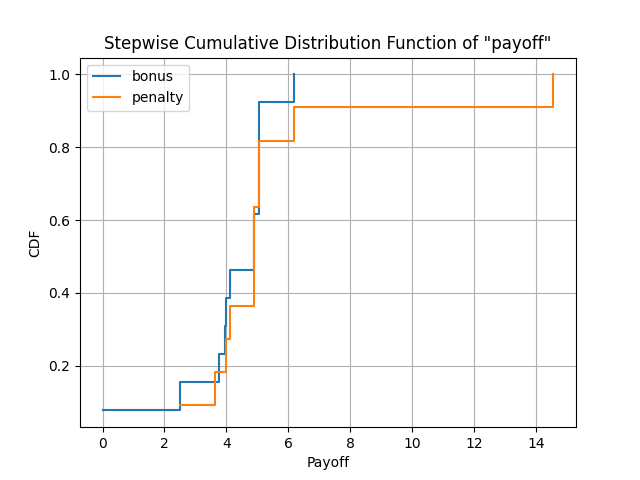 Stepwise Cumulative Distribution Function of "payoff"
bonus
penalty
1.0
0.8
0.6
0.4
0.2
CDF
0 2 4 6 8 10 12 14
Payoff